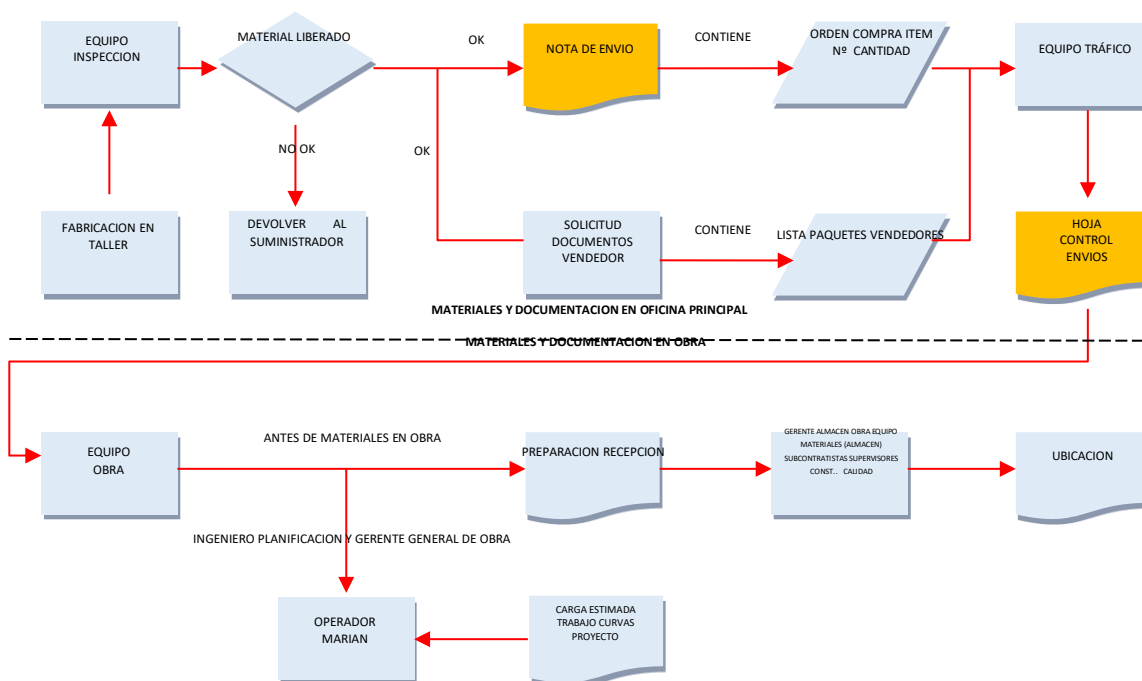 EQUIPO
INSPECCION
MATERIAL LIBERADO
OK
NOTA DE ENVIO
CONTIENE
ORDEN COMPRA ITEM
Nº CANTIDAD
EQUIPO TRÁFICO
NO OK
OK
FABRICACION EN
TALLER
DEVOLVER AL
SUMINISTRADOR
SOLICITUD
DOCUMENTOS
VENDEDOR
CONTIENE
LISTA PAQUETES VENDEDORES
HOJA
CONTROL
ENVIOS
MATERIALES Y DOCUMENTACION EN OFICINA PRINCIPAL
MATERIALES Y DOCUMENTACION EN OBRA
EQUIPO
OBRA
ANTES DE MATERIALES EN OBRA
PREPARACION RECEPCION
GERENTE ALMACEN OBRA EQUIPO
MATERIALES (ALMACEN)
SUBCONTRATISTAS SUPERVISORES
CONST.. CALIDAD
UBICACION
INGENIERO PLANIFICACION Y GERENTE GENERAL DE OBRA
OPERADOR
MARIAN
CARGA ESTIMADA
TRABAJO CURVAS
PROYECTO